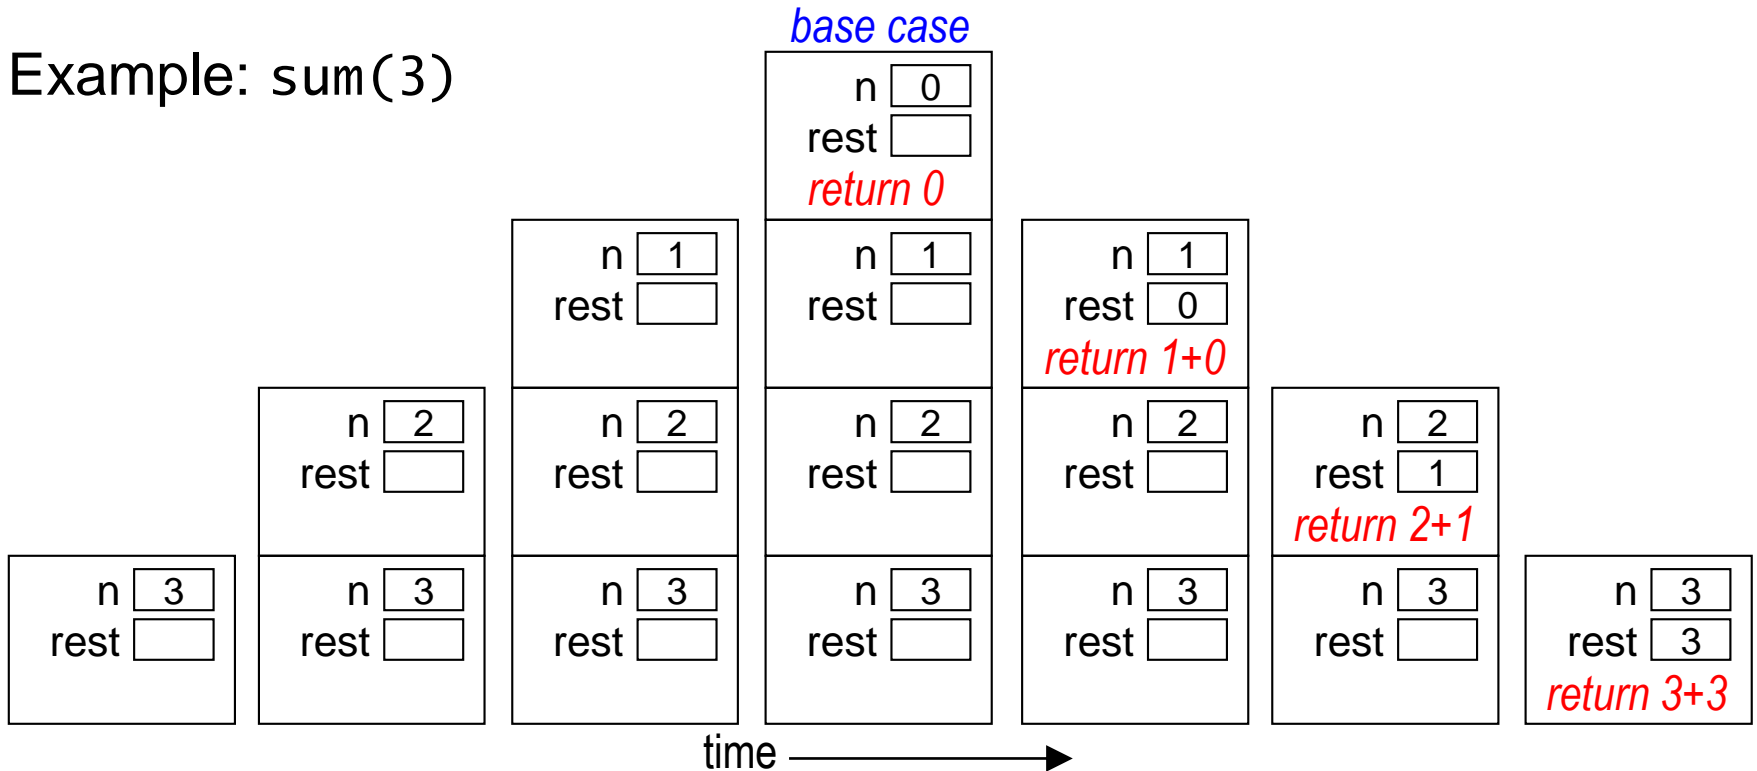 base case
Example: sum(3)
n 0
rest
return 0
n 1 n 1 n 1
rest rest rest 0
return 1+0
n 2 n 2 n 2 n 2 n 2
rest rest rest rest rest 1
return 2+1
n 3 n 3 n 3 n 3 n 3 n 3 n 3
rest rest rest rest rest rest rest 3
return 3+3
time